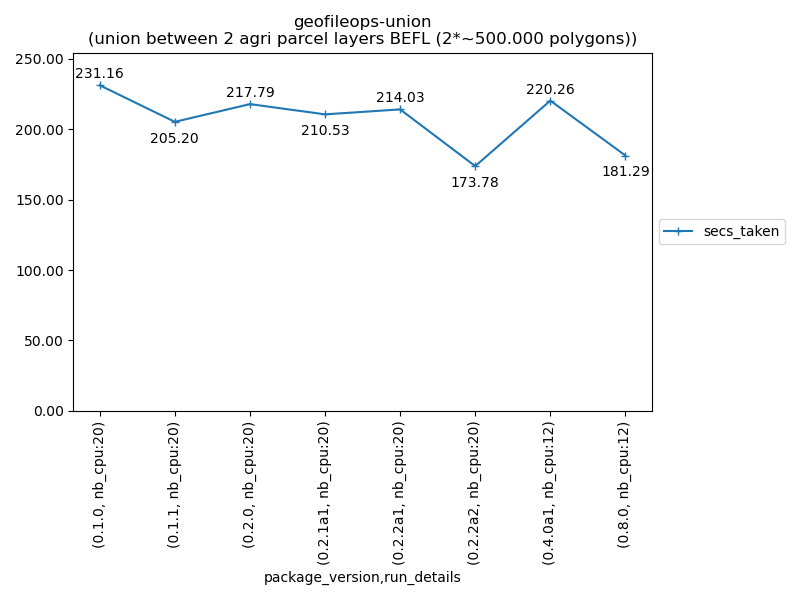 geofileops-union
(union between 2 agri parcel layers BEFL (2*~500.000 polygons))
250.00
200.00
150.00
100.00
50.00
0.00
231.16
205.20
217.79
210.53
214.03
173.78
220.26
181.29
secs_taken
(0.1.0, nb_cpu:20)
(0.1.1, nb_cpu:20)
(0.2.0, nb_cpu:20)
(0.2.1a1, nb_cpu:20)
(0.2.2a1, nb_cpu:20)
(0.2.2a2, nb_cpu:20)
(0.4.0a1, nb_cpu:12)
(0.8.0, nb_cpu:12)
package_version,run_details